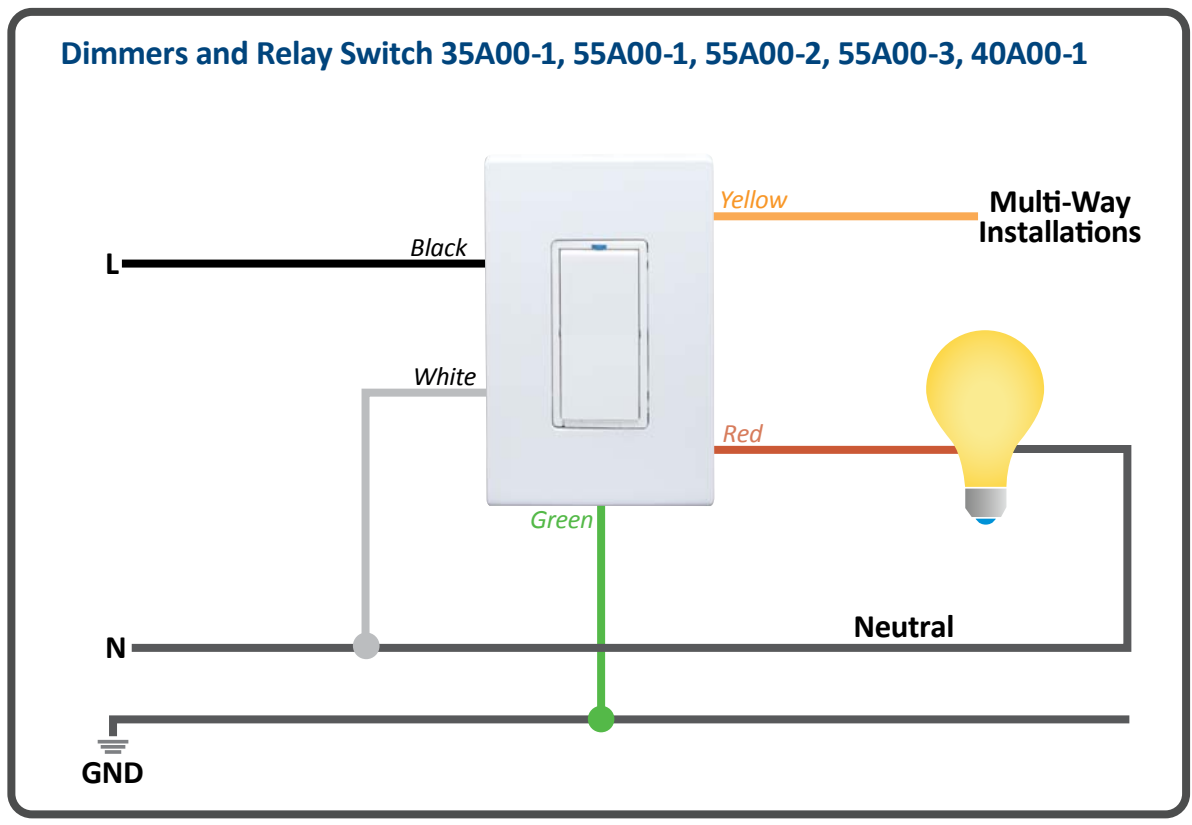 Dimmers and Relay Switch 35A00-1, 55A00-1, 55A00-2, 55A00-3, 40A00-1
Yellow
Multi-Way
Installations
Black
L
White
Red
Green
Neutral
N
GND